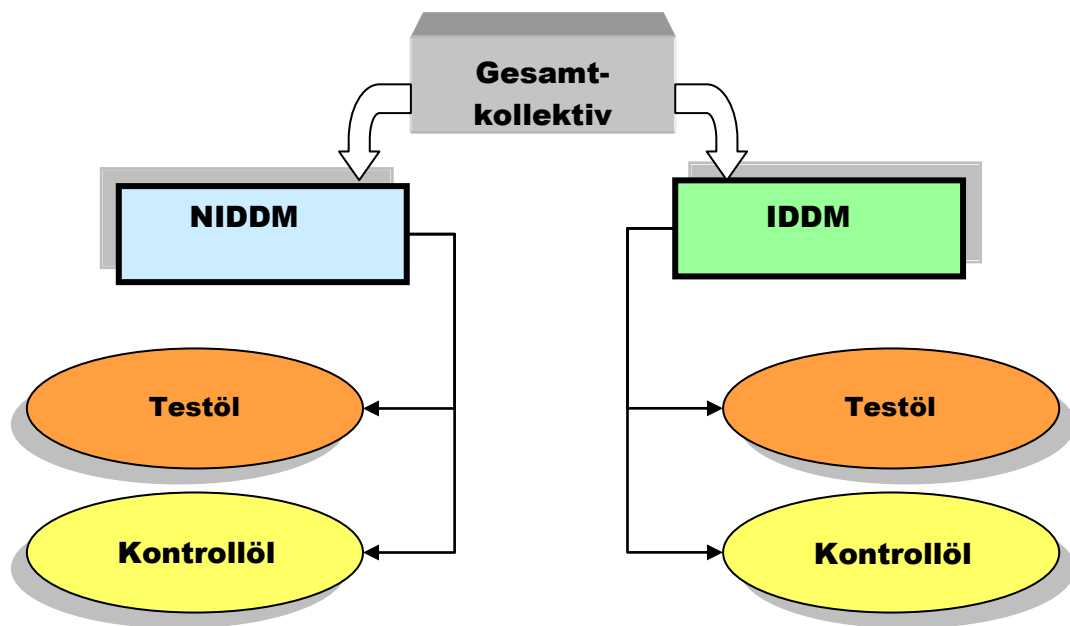 Gesamt-
kollektiv
NIDDM
IDDM
Testöl
Testöl
Kontrollöl
Kontrollöl